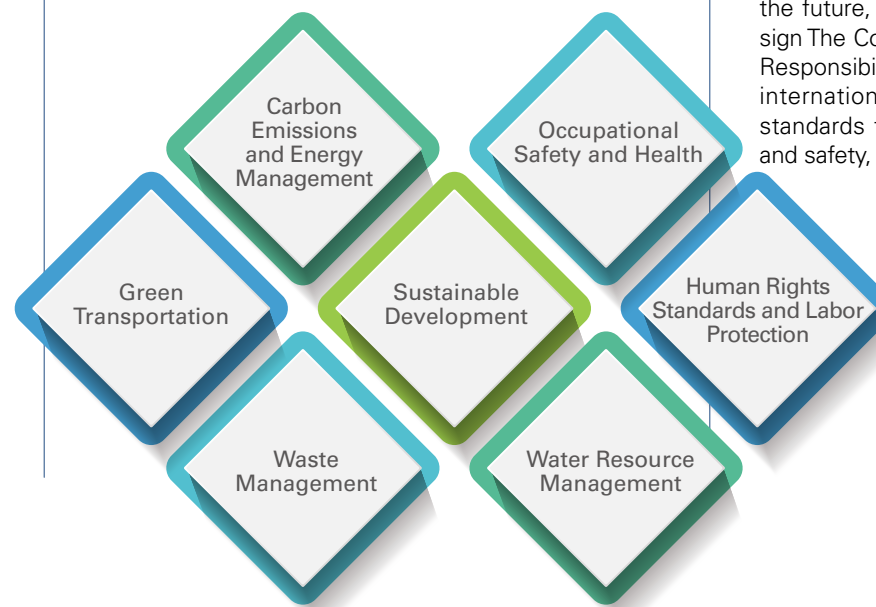 the future,
sign The Co
Responsibi
internation
standards
and safety,
Carbon
Emissions
and Energy
Management
Occupational
Safety and Health
Green
Transportation
Sustainable
Development
Human Rights
Standards and Labor
Protection
Waste
Management
Water Resource
Management